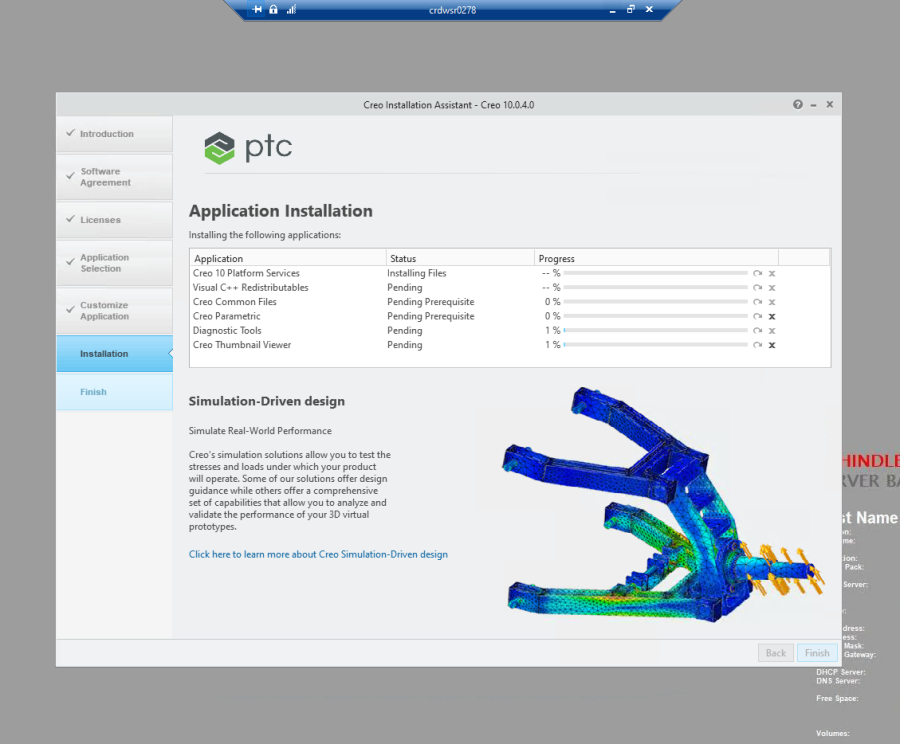 crdwsr0278
Creo Installation Assistant - Creo 10.0.4.0
Introduction
Software
Agreement
Licenses
Application
Selection
Customize
Application
Installation
Finish
ptc
Application Installation
Installing the following applications:
Application Status Progress
Creo 10 Platform Services Installing Files -- %
Visual C++ Redistributables Pending -- %
Creo Common Files Pending Prerequisite 0 %
Creo Parametric Pending Prerequisite 0 %
Diagnostic Tools Pending 1 %
Creo Thumbnail Viewer Pending 1 %
Simulation-Driven design
Simulate Real-World Performance
Creo's simulation solutions allow you to test the
stresses and loads under which your product
will operate. Some of our solutions offer design
guidance while others offer a comprehensive
set of capabilities that allow you to analyze and
validate the performance of your 3D virtual
prototypes.
Click here to learn more about Creo Simulation-Driven design
Back Finish
HINDLE
RVER BA
st Name
me:
ion:
Pack:
Server:
dress:
ess:
Mask:
Gateway:
DHCP Server:
DNS Server:
Free Space:
Volumes: